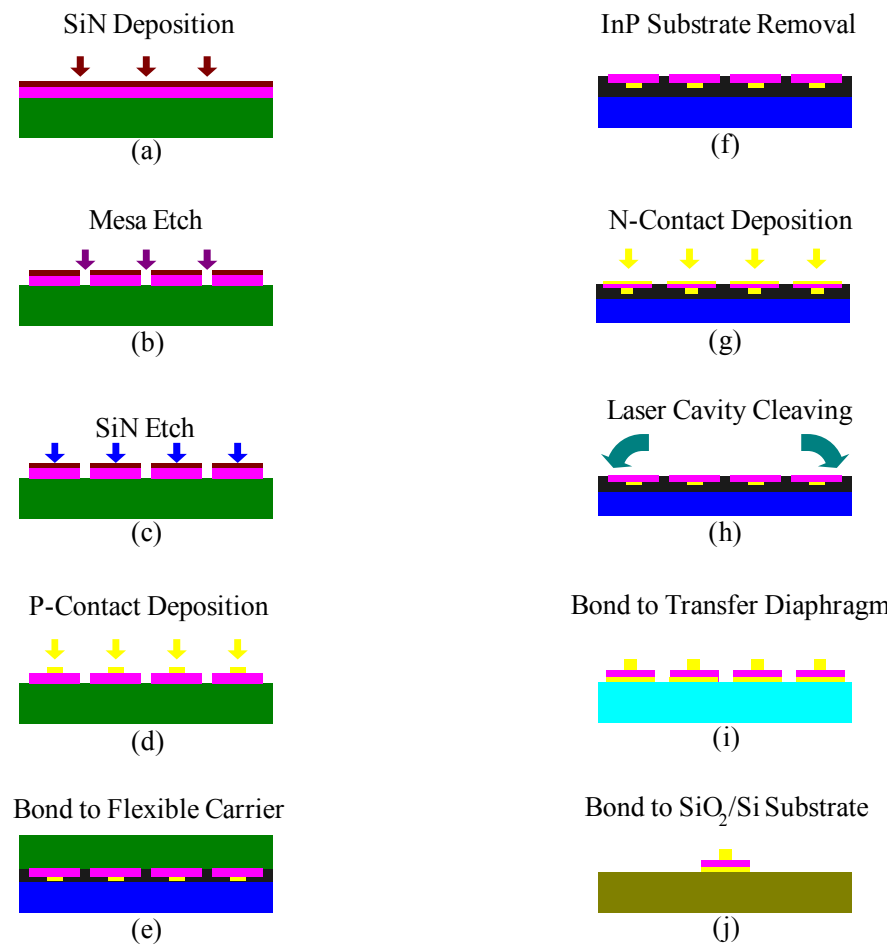 SiN Deposition
(a)
Mesa Etch
(b)
SiN Etch
(c)
P-Contact Deposition
(d)
Bond to Flexible Carrier
(e)
InP Substrate Removal
(f)
N-Contact Deposition
(g)
Laser Cavity Cleaving
(h)
Bond to Transfer Diaphragm
(i)
Bond to SiO₂/Si Substrate
(j)